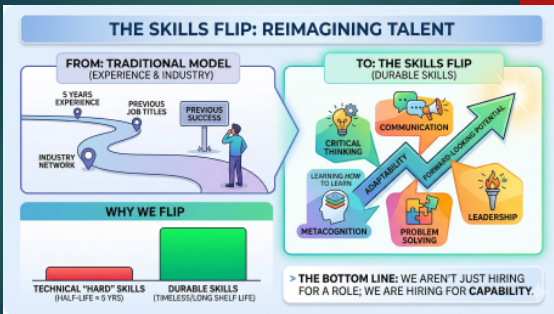 THE SKILLS FLIP: REIMAGINING TALENT
FROM: TRADITIONAL MODEL
(EXPERIENCE & INDUSTRY)
5 YEARS
EXPERIENCE
PREVIOUS
JOB TITLES
PREVIOUS
SUCCESS
INDUSTRY
NETWORK
TO: THE SKILLS FLIP
(DURABLE SKILLS)
COMMUNICATION
CRITICAL
THINKING
LEARNING HOW
TO LEARN
METACOGNITION
ADAPTABILITY
FORWARD-LOOKING POTENTIAL
PROBLEM
SOLVING
LEADERSHIP
WHY WE FLIP
TECHNICAL "HARD" SKILLS
(HALF-LIFE ≈ 5 YRS)
DURABLE SKILLS
(TIMELESS/LONG SHELF LIFE)
> THE BOTTOM LINE: WE AREN'T JUST HIRING
FOR A ROLE; WE ARE HIRING FOR CAPABILITY.